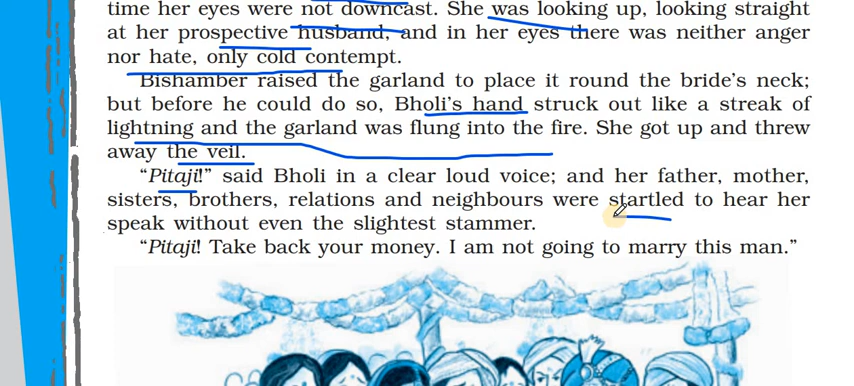 time her eyes were not downcast. She was looking up, looking straight
at her prospective husband, and in her eyes there was neither anger
nor hate, only cold contempt.
Bishamber raised the garland to place it round the bride's neck;
but before he could do so, Bholi's hand struck out like a streak of
lightning and the garland was flung into the fire. She got up and threw
away the veil.
“Pitaji!” said Bholi in a clear loud voice; and her father, mother,
sisters, brothers, relations and neighbours were startled to hear her
speak without even the slightest stammer.
“Pitaji! Take back your money. I am not going to marry this man.”